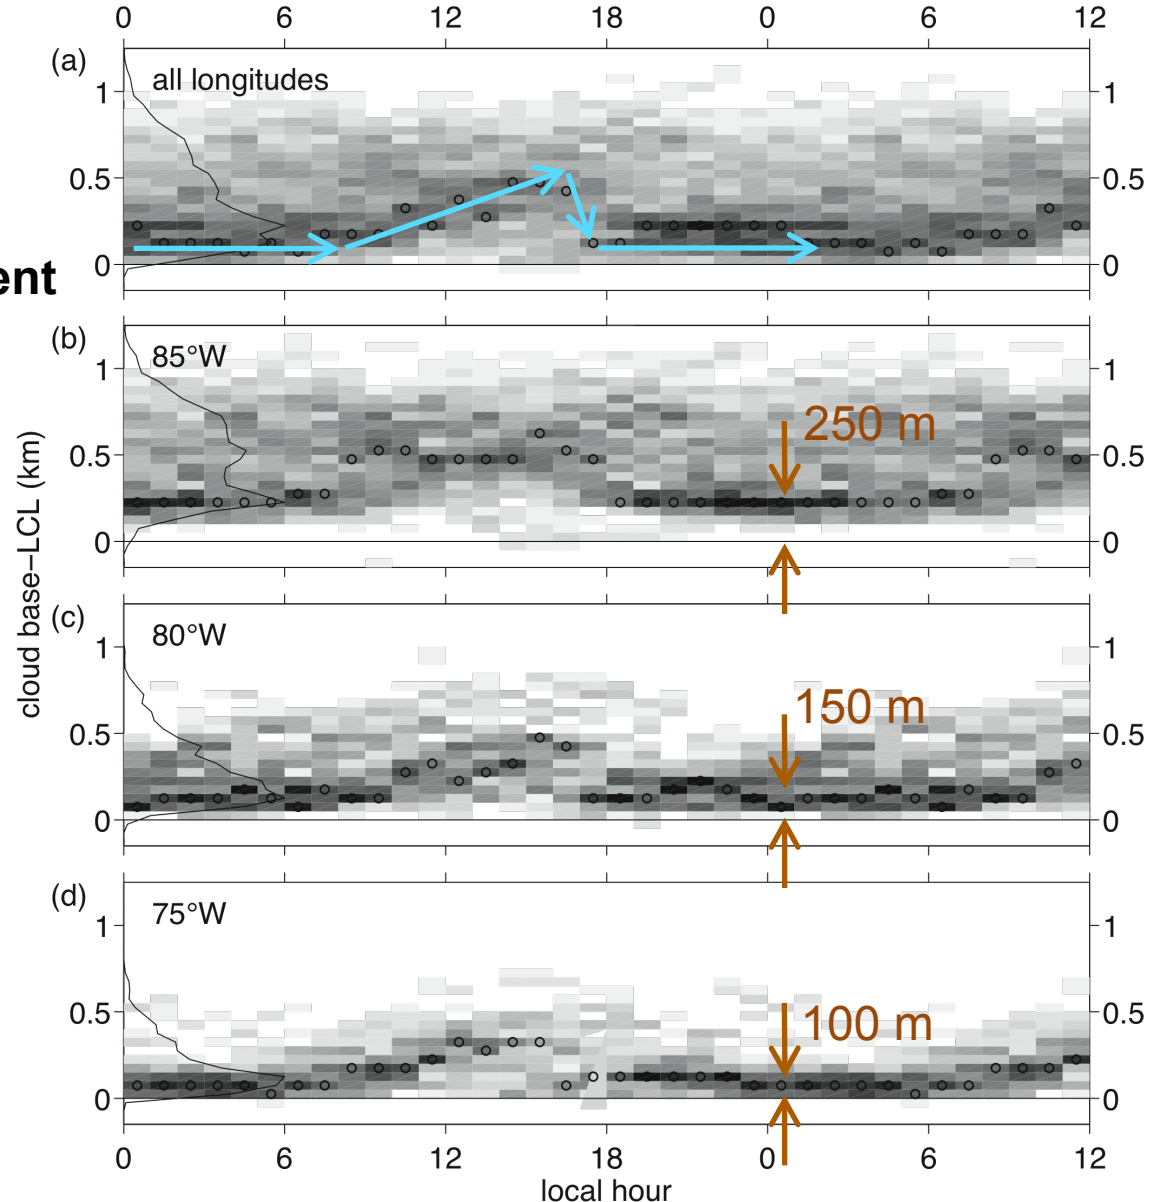 0 6 12 18 0 6 12
(a)
all longitudes
1 1
0.5 0.5
0 0
ent
(b)
85°W
1 1
250 m
0.5 0.5
0 0
cloud base–LCL (km)
(c)
80°W
1 1
150 m
0.5 0.5
0 0
(d)
75°W
1 1
0.5 0.5
100 m
0 0
0 6 12 18 0 6 12
local hour